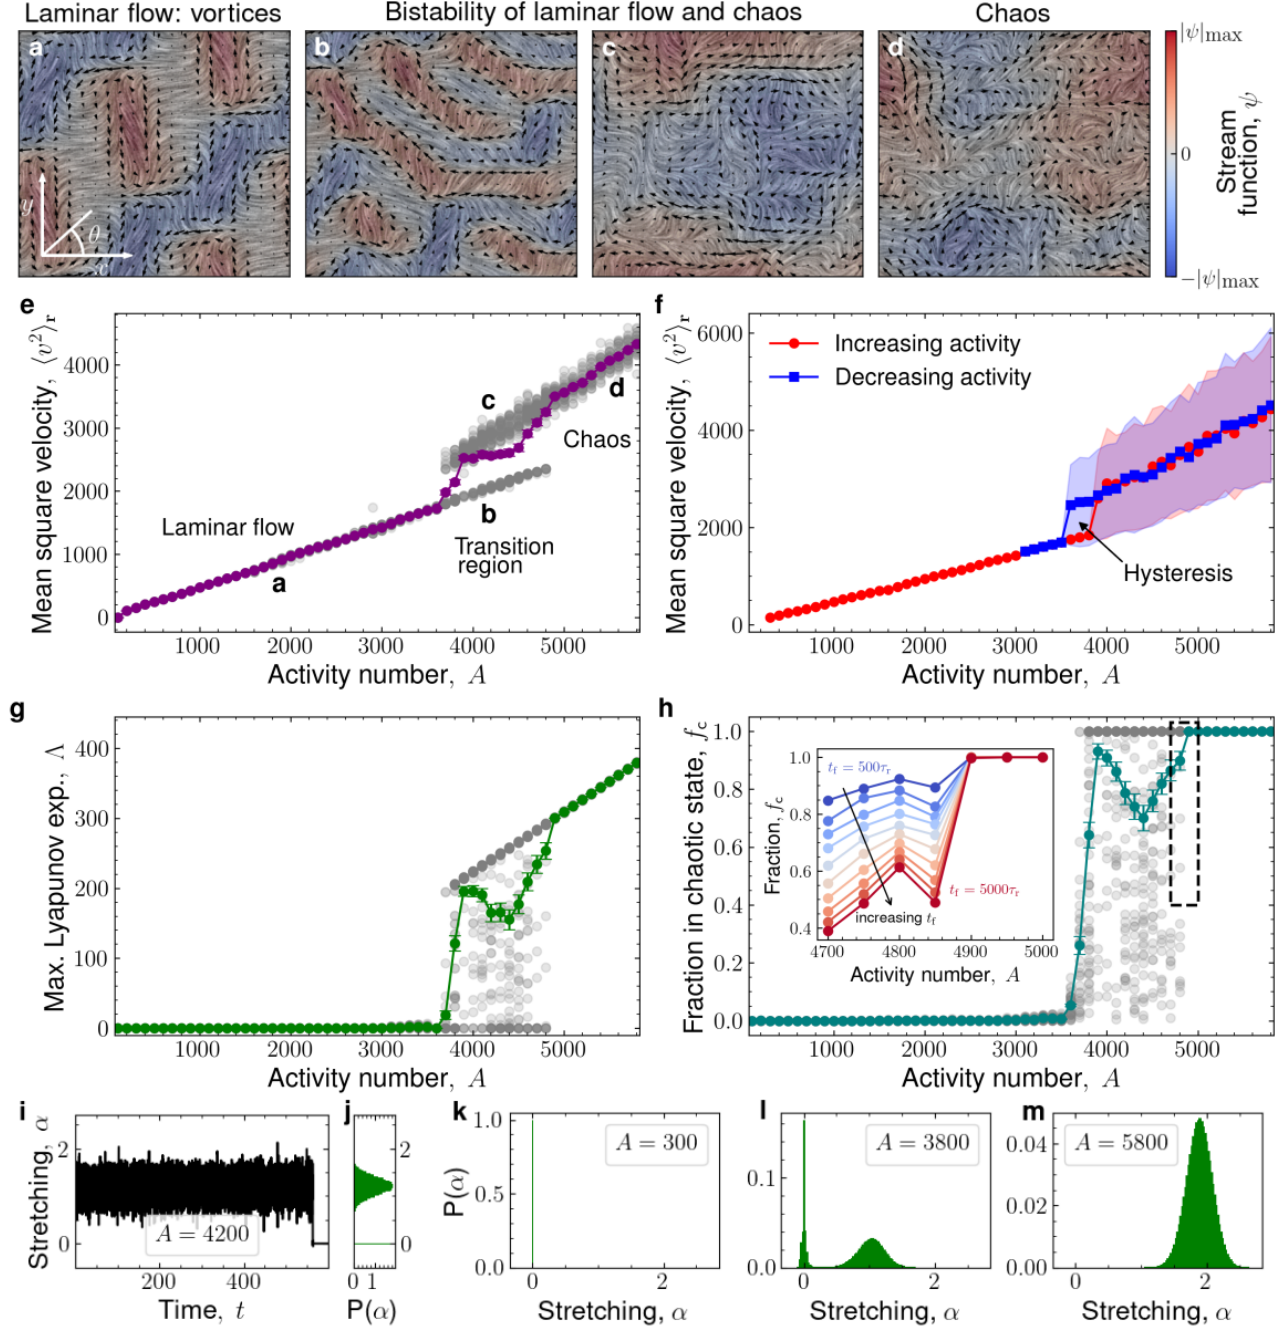 Laminar flow: vortices
Bistability of laminar flow and chaos
Chaos
a
b
c
d
y
x
θ
|ψ|max
0
−|ψ|max
Stream function, ψ
e
Mean square velocity, ⟨v²⟩r
4000
3000
2000
1000
0
Laminar flow
a
b
c
d
Chaos
Transition
region
1000 2000 3000 4000 5000
Activity number, A
f
Mean square velocity, ⟨v²⟩r
6000
4000
2000
0
Increasing activity
Decreasing activity
Hysteresis
1000 2000 3000 4000 5000
Activity number, A
g
Max. Lyapunov exp., Λ
400
300
200
100
0
1000 2000 3000 4000 5000
Activity number, A
h
Fraction in chaotic state, fc
1.0
0.8
0.6
0.4
0.2
0.0
Fraction, fc
1.0
0.8
0.6
0.4
tf = 500τr
tf = 5000τr
increasing tf
4700 4800 4900 5000
Activity number, A
1000 2000 3000 4000 5000
Activity number, A
i
Stretching, α
2
0
A = 4200
200 400
Time, t
j
2
0
0 1
P(α)
k
P(α)
1.0
0.5
0.0
A = 300
0 2
Stretching, α
l
0.1
0.0
A = 3800
0 2
Stretching, α
m
0.04
0.02
0.00
A = 5800
0 2
Stretching, α